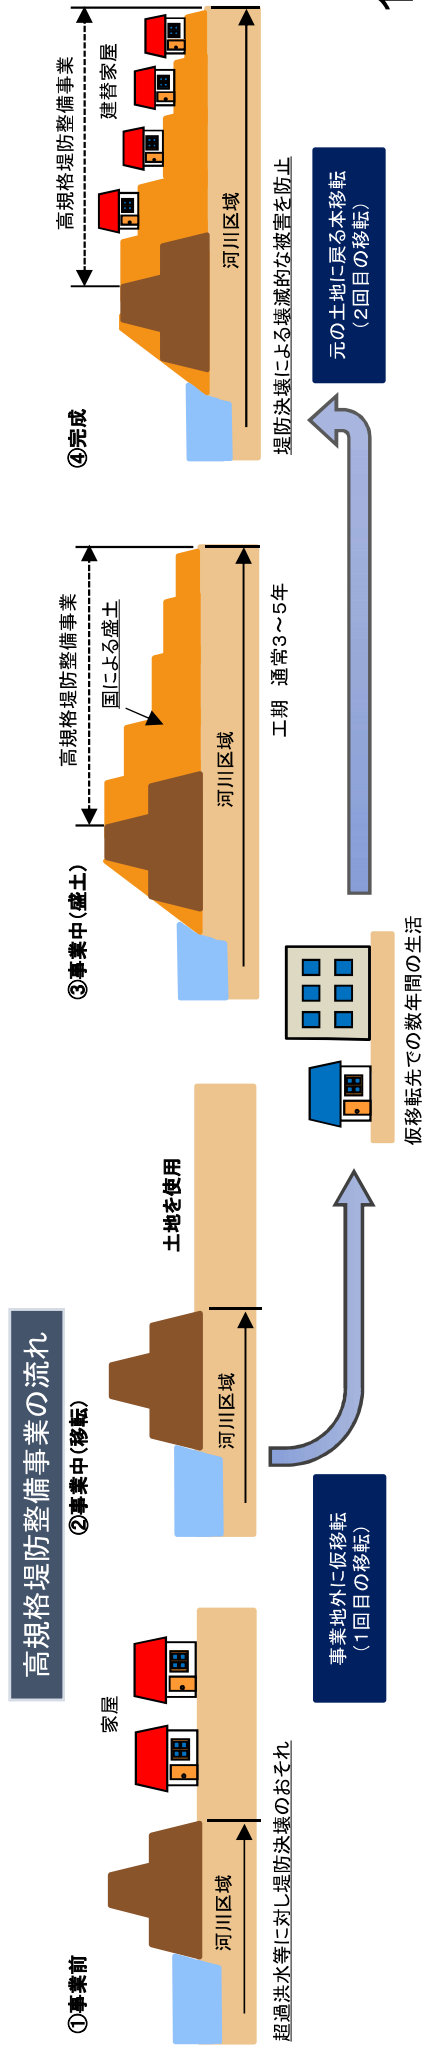 高規格堤防整備事業の流れ
①事業前
家屋
河川区域
超過洪水等に対し堤防決壊のおそれ
事業地外に仮移転
(1回目の移転)
②事業中(移転)
土地を使用
河川区域
仮移転先での数年間の生活
③事業中(盛土)
高規格堤防整備事業
国による盛土
河川区域
工期 通常3~5年
④完成
高規格堤防整備事業
建替家屋
河川区域
堤防決壊による壊滅的な被害を防止
元の土地に戻る本移転
(2回目の移転)